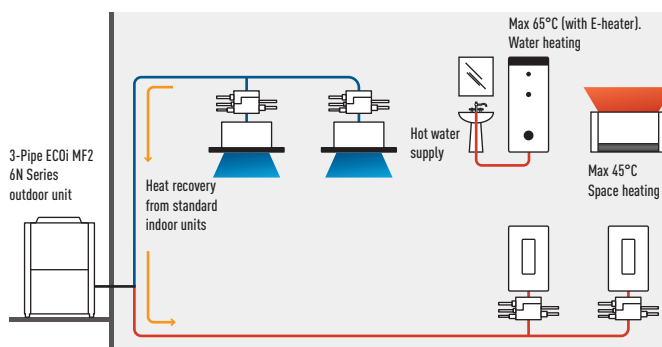 Max 65°C (with E-heater).
Water heating
3-Pipe ECOi MF2
6N Series
outdoor unit
Heat recovery
from standard
indoor units
Hot water
supply
Max 45°C
Space heating